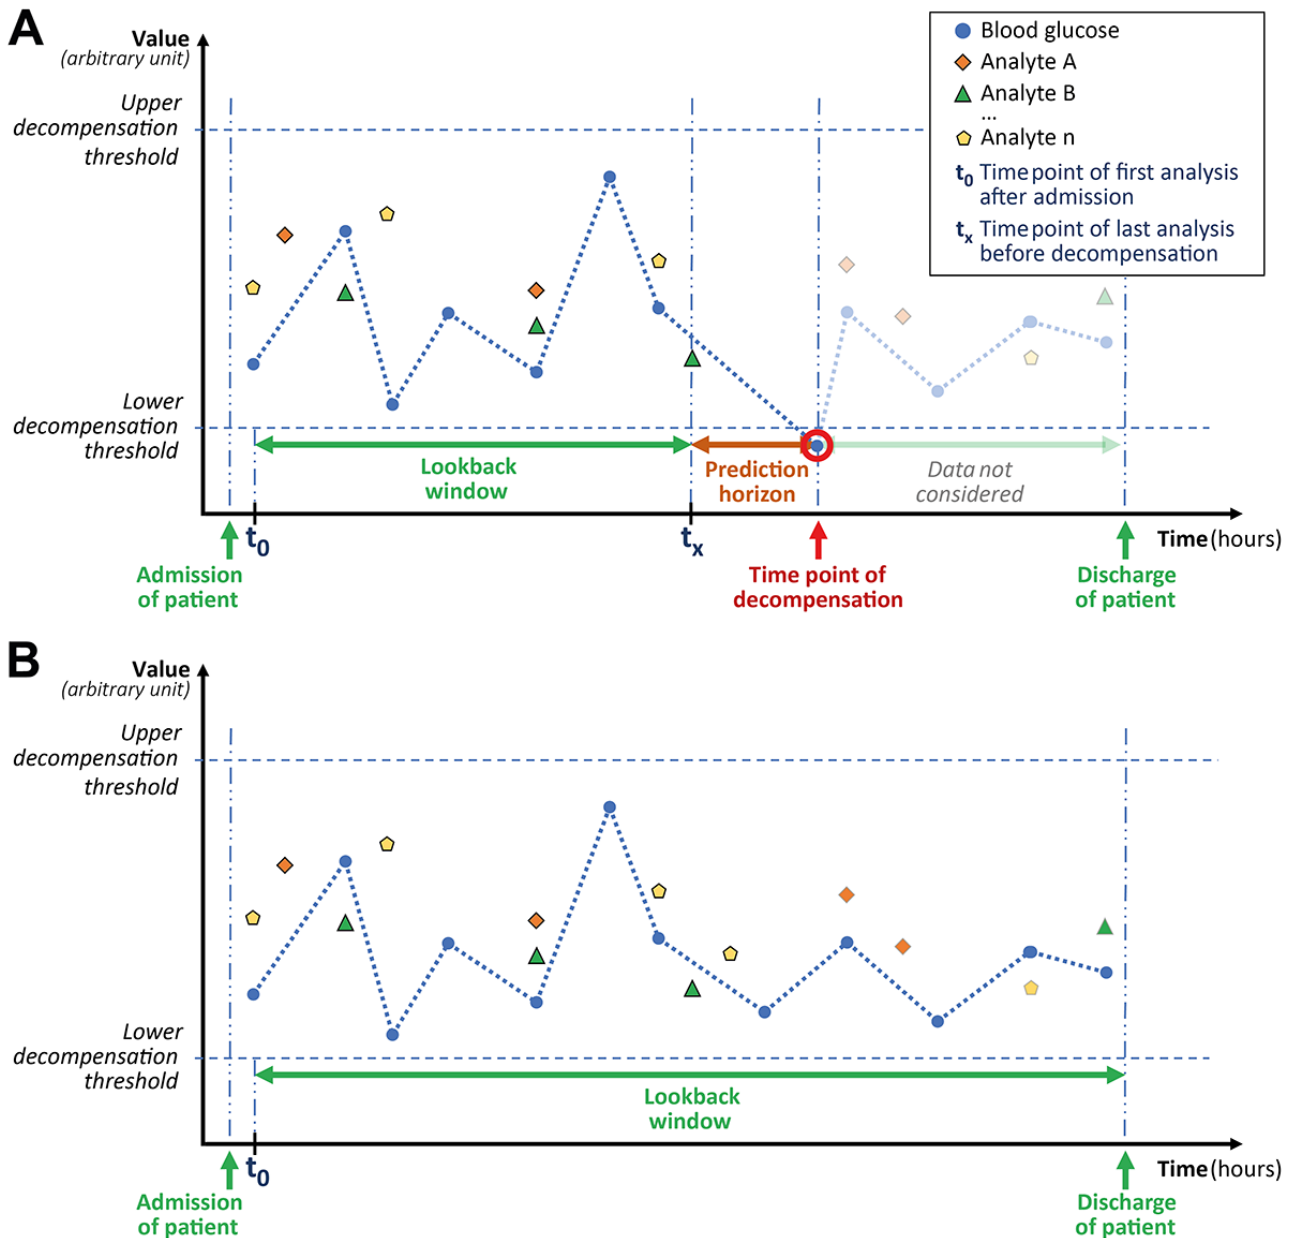 A
Value
(arbitrary unit)
Upper
decompensation
threshold
Lower
decompensation
threshold
Blood glucose
Analyte A
Analyte B
...
Analyte n
t0 Time point of first analysis
after admission
tx Time point of last analysis
before decompensation
Lookback
window
Prediction
horizon
Data not
considered
t0
tx
Time (hours)
Admission
of patient
Time point of
decompensation
Discharge
of patient
B
Value
(arbitrary unit)
Upper
decompensation
threshold
Lower
decompensation
threshold
Lookback
window
t0
Time (hours)
Admission
of patient
Discharge
of patient